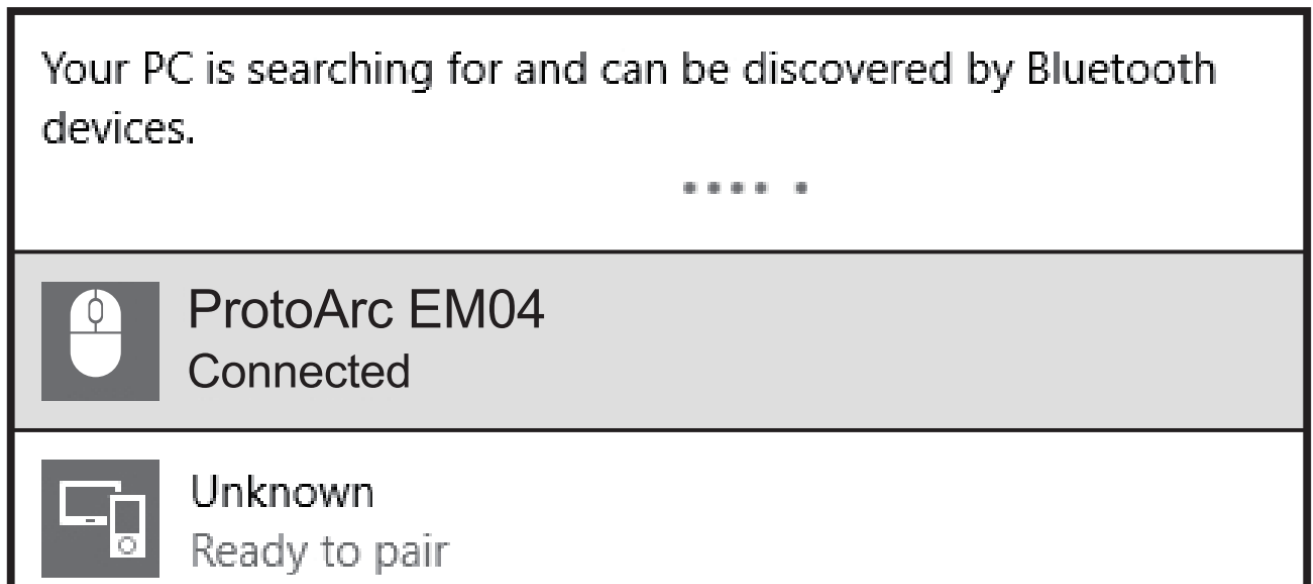 Your PC is searching for and can be discovered by Bluetooth
devices.
ProtoArc EM04
Connected
Unknown
Ready to pair